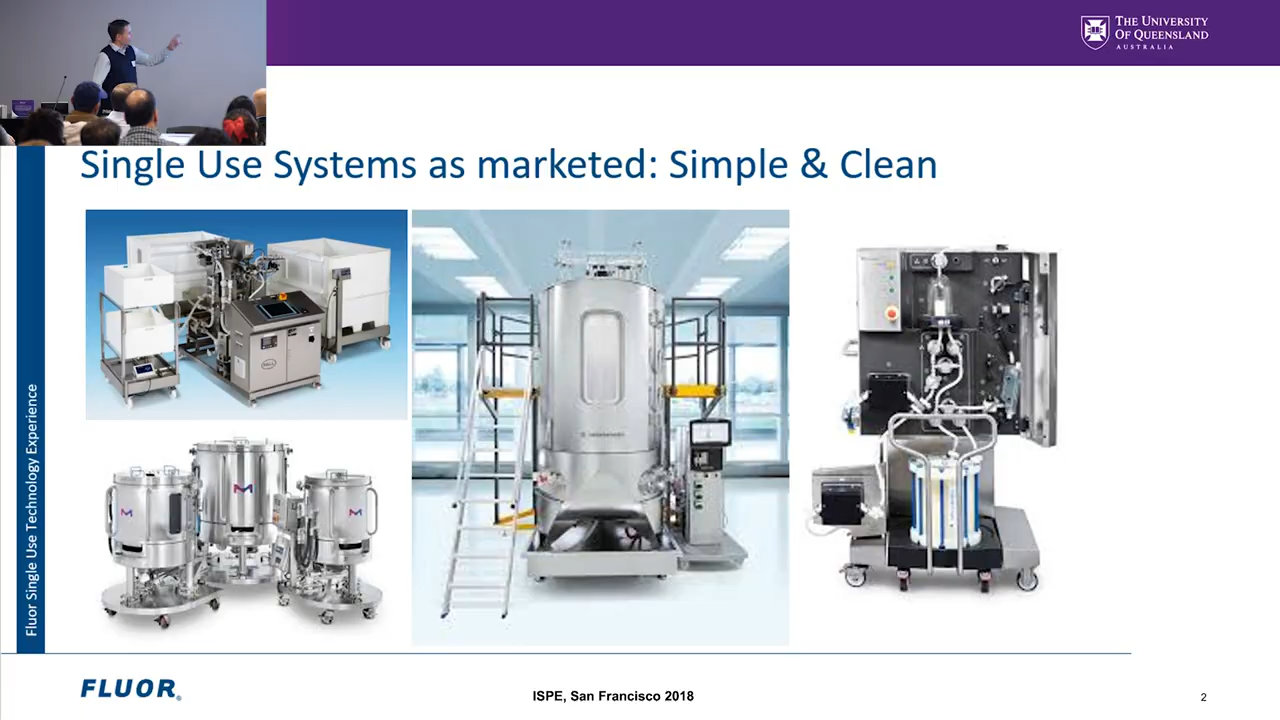 THE UNIVERSITY
OF QUEENSLAND
AUSTRALIA
Single Use Systems as marketed: Simple & Clean
Fluor Single Use Technology Experience
PALL
M
M
M
FLUOR®
ISPE, San Francisco 2018
2